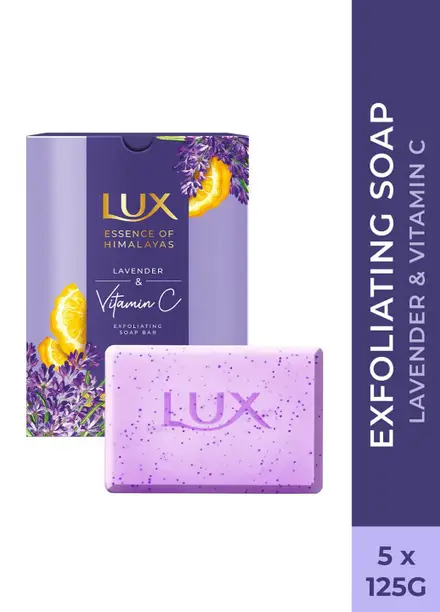 LUX
ESSENCE OF
HIMALAYAS
LAVENDER
&
Vitamin C
EXFOLIATING
SOAP BAR
LUX
EXFOLIATING SOAP
LAVENDER & VITAMIN C
5 x
125G